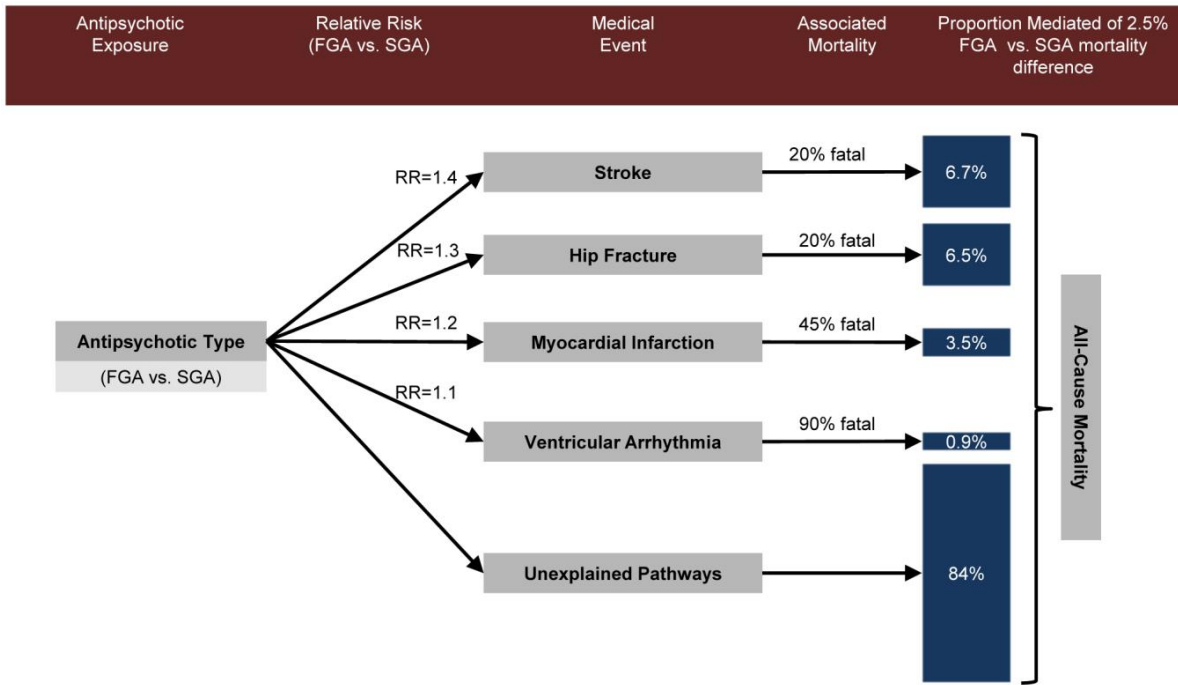 Antipsychotic
Exposure
Relative Risk
(FGA vs. SGA)
Medical
Event
Associated
Mortality
Proportion Mediated of 2.5%
FGA vs. SGA mortality
difference
Antipsychotic Type
(FGA vs. SGA)
RR=1.4
Stroke
20% fatal
6.7%
RR=1.3
Hip Fracture
20% fatal
6.5%
RR=1.2
Myocardial Infarction
45% fatal
3.5%
RR=1.1
Ventricular Arrhythmia
90% fatal
0.9%
Unexplained Pathways
84%
All-Cause Mortality